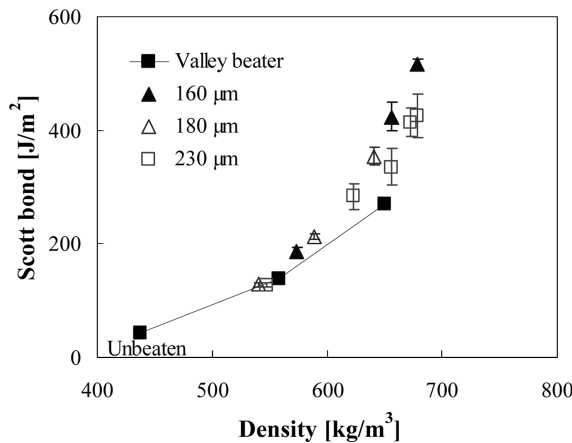 600
400
200
0
Scott bond [J/m²]
Valley beater
160 µm
180 µm
230 µm
Unbeaten
400 500 600 700 800
Density [kg/m³]